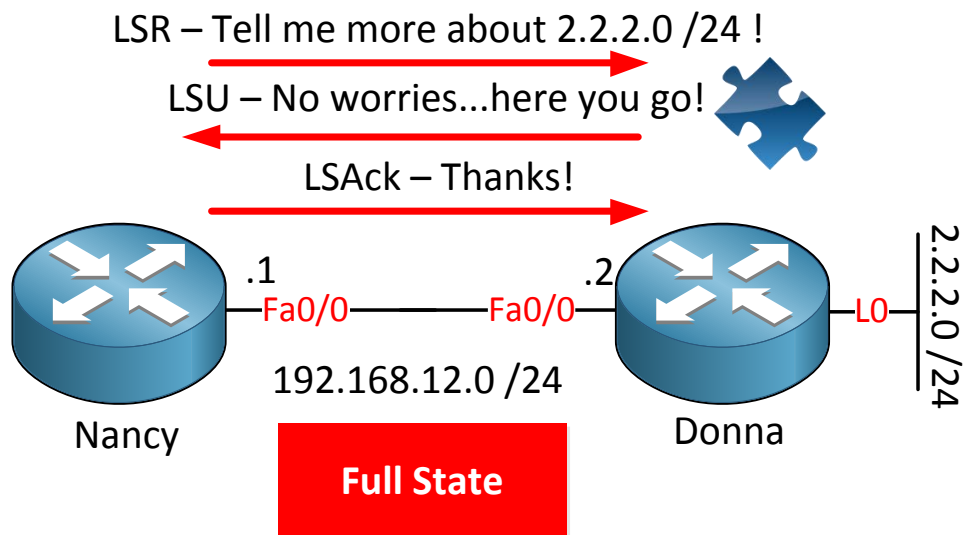 LSR – Tell me more about 2.2.2.0 /24 !
LSU – No worries...here you go!
LSAck – Thanks!
.1
.2
Fa0/0
Fa0/0
L0
2.2.2.0 /24
192.168.12.0 /24
Nancy
Donna
Full State